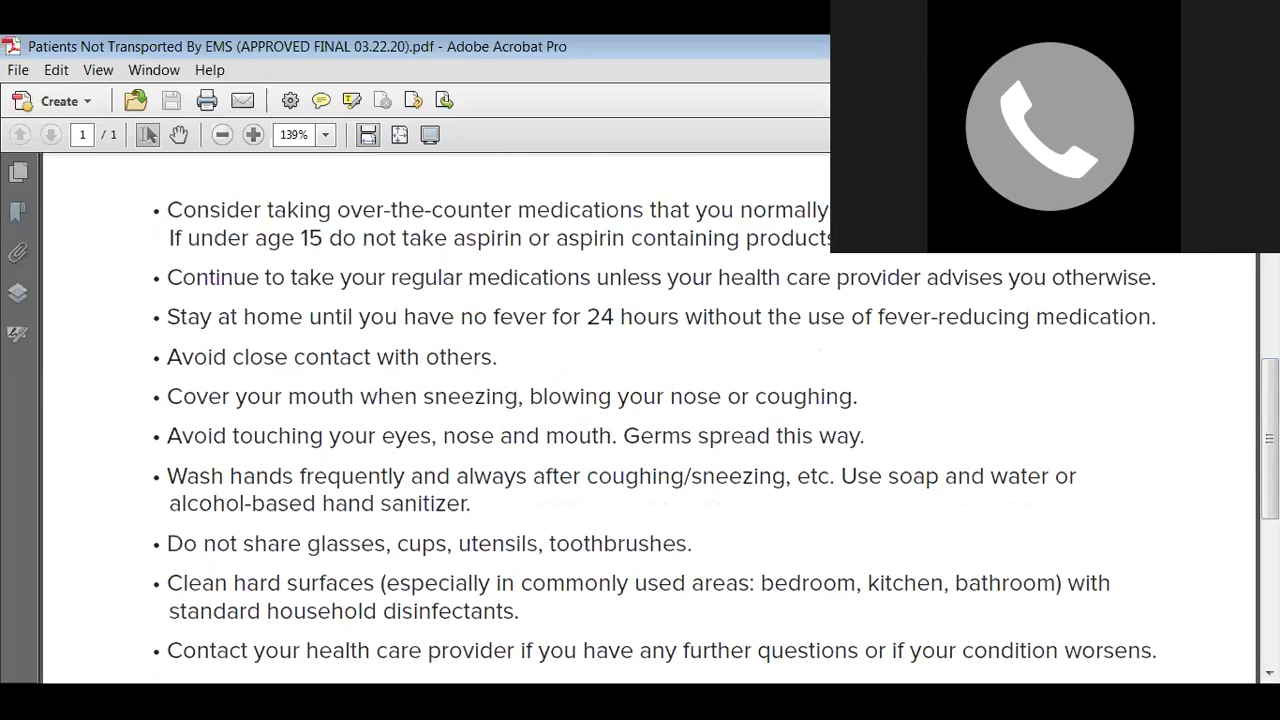 Patients Not Transported By EMS (APPROVED FINAL 03.22.20).pdf - Adobe Acrobat Pro
File Edit View Window Help
Create
1 / 1 139%
• Consider taking over-the-counter medications that you normally
If under age 15 do not take aspirin or aspirin containing products
• Continue to take your regular medications unless your health care provider advises you otherwise.
• Stay at home until you have no fever for 24 hours without the use of fever-reducing medication.
• Avoid close contact with others.
• Cover your mouth when sneezing, blowing your nose or coughing.
• Avoid touching your eyes, nose and mouth. Germs spread this way.
• Wash hands frequently and always after coughing/sneezing, etc. Use soap and water or
alcohol-based hand sanitizer.
• Do not share glasses, cups, utensils, toothbrushes.
• Clean hard surfaces (especially in commonly used areas: bedroom, kitchen, bathroom) with
standard household disinfectants.
• Contact your health care provider if you have any further questions or if your condition worsens.